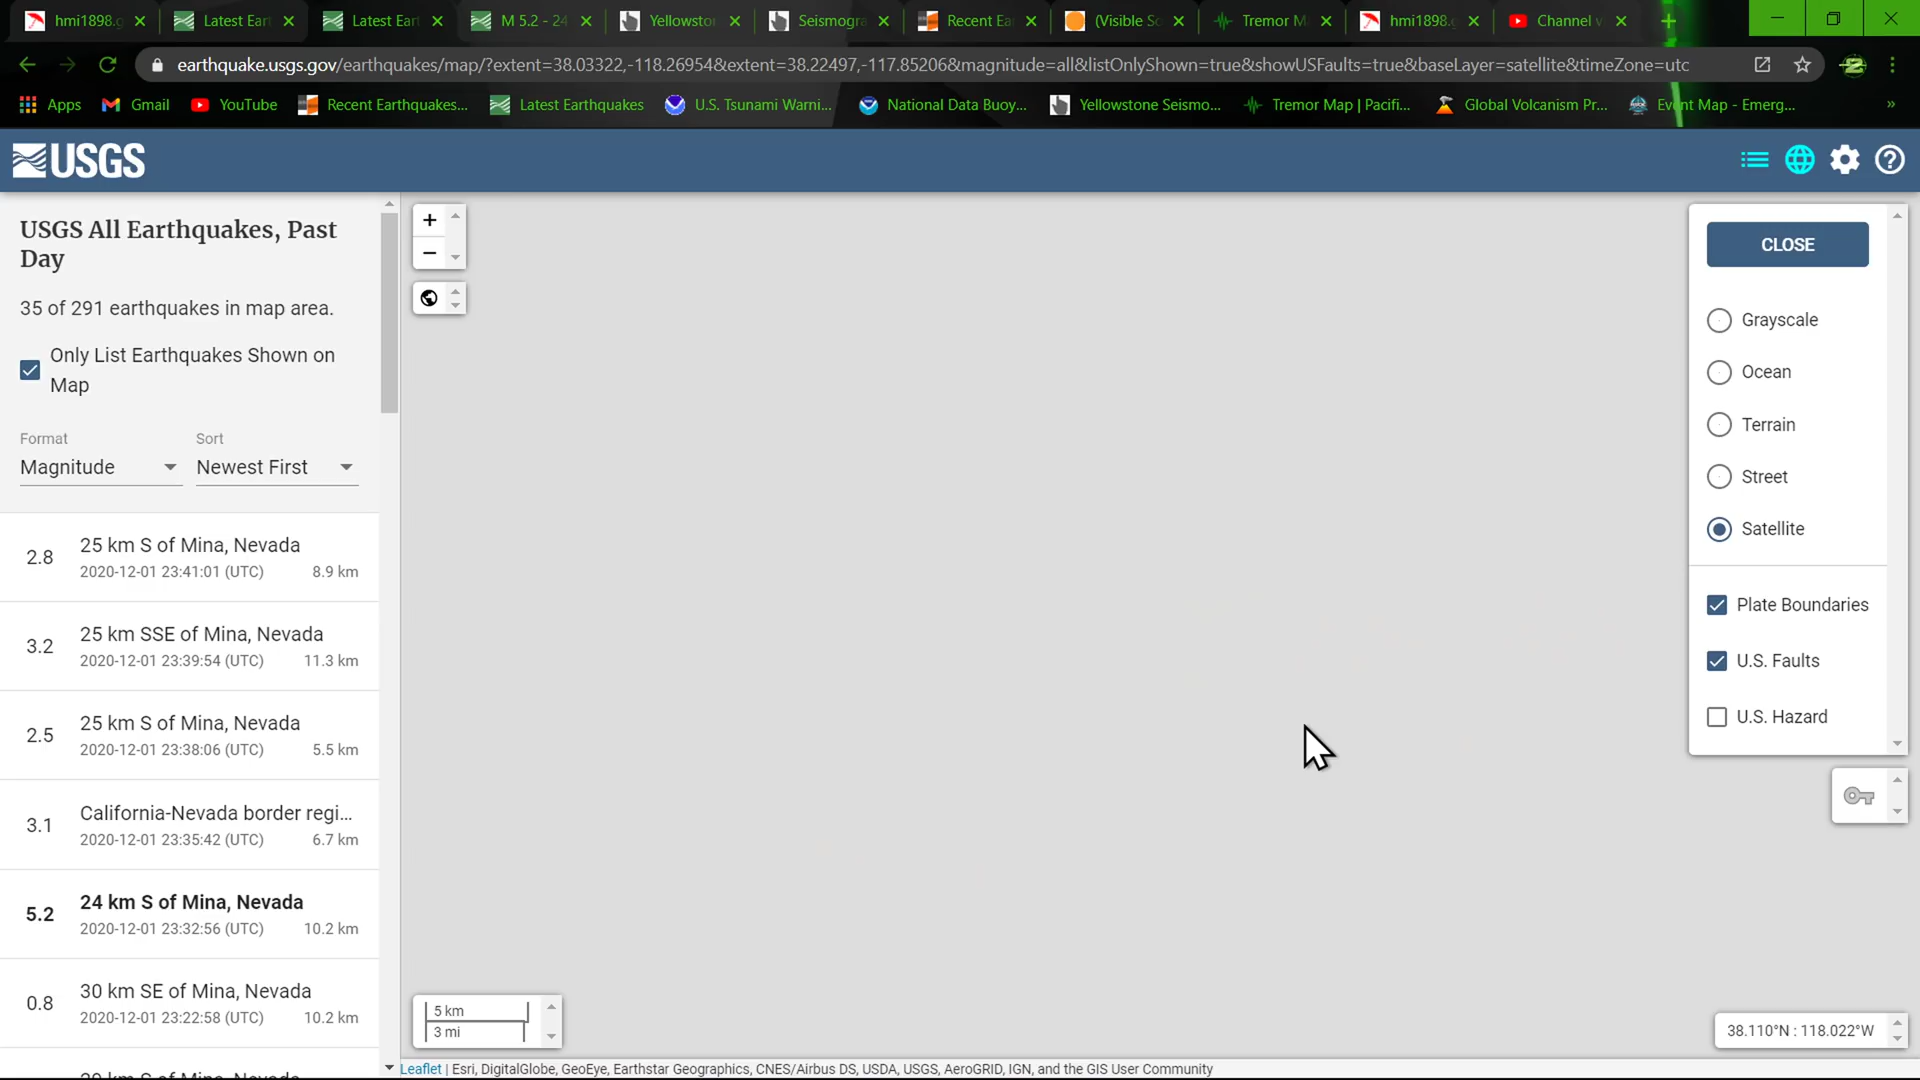 hmi1898.g
Latest Eart
Latest Eart
M 5.2 - 24
Yellowsto
Seismogra
Recent Ea
(Visible So
Tremor M
hmi1898.g
Channel v
earthquake.usgs.gov/earthquakes/map/?extent=38.03322,-118.26954&extent=38.22497,-117.85206&magnitude=all&listOnlyShown=true&showUSFaults=true&baseLayer=satellite&timeZone=utc
Apps
Gmail
YouTube
Recent Earthquakes...
Latest Earthquakes
U.S. Tsunami Warni...
National Data Buoy...
Yellowstone Seismo...
Tremor Map | Pacifi...
Global Volcanism Pr...
Event Map - Emerg...
»
USGS
USGS All Earthquakes, Past
Day
35 of 291 earthquakes in map area.
Only List Earthquakes Shown on
Map
Format
Sort
Magnitude
Newest First
2.8
25 km S of Mina, Nevada
2020-12-01 23:41:01 (UTC) 8.9 km
3.2
25 km SSE of Mina, Nevada
2020-12-01 23:39:54 (UTC) 11.3 km
2.5
25 km S of Mina, Nevada
2020-12-01 23:38:06 (UTC) 5.5 km
3.1
California-Nevada border regi...
2020-12-01 23:35:42 (UTC) 6.7 km
5.2
24 km S of Mina, Nevada
2020-12-01 23:32:56 (UTC) 10.2 km
0.8
30 km SE of Mina, Nevada
2020-12-01 23:22:58 (UTC) 10.2 km
+
−
CLOSE
Grayscale
Ocean
Terrain
Street
Satellite
Plate Boundaries
U.S. Faults
U.S. Hazard
5 km
3 mi
38.110°N : 118.022°W
Leaflet | Esri, DigitalGlobe, GeoEye, Earthstar Geographics, CNES/Airbus DS, USDA, USGS, AeroGRID, IGN, and the GIS User Community